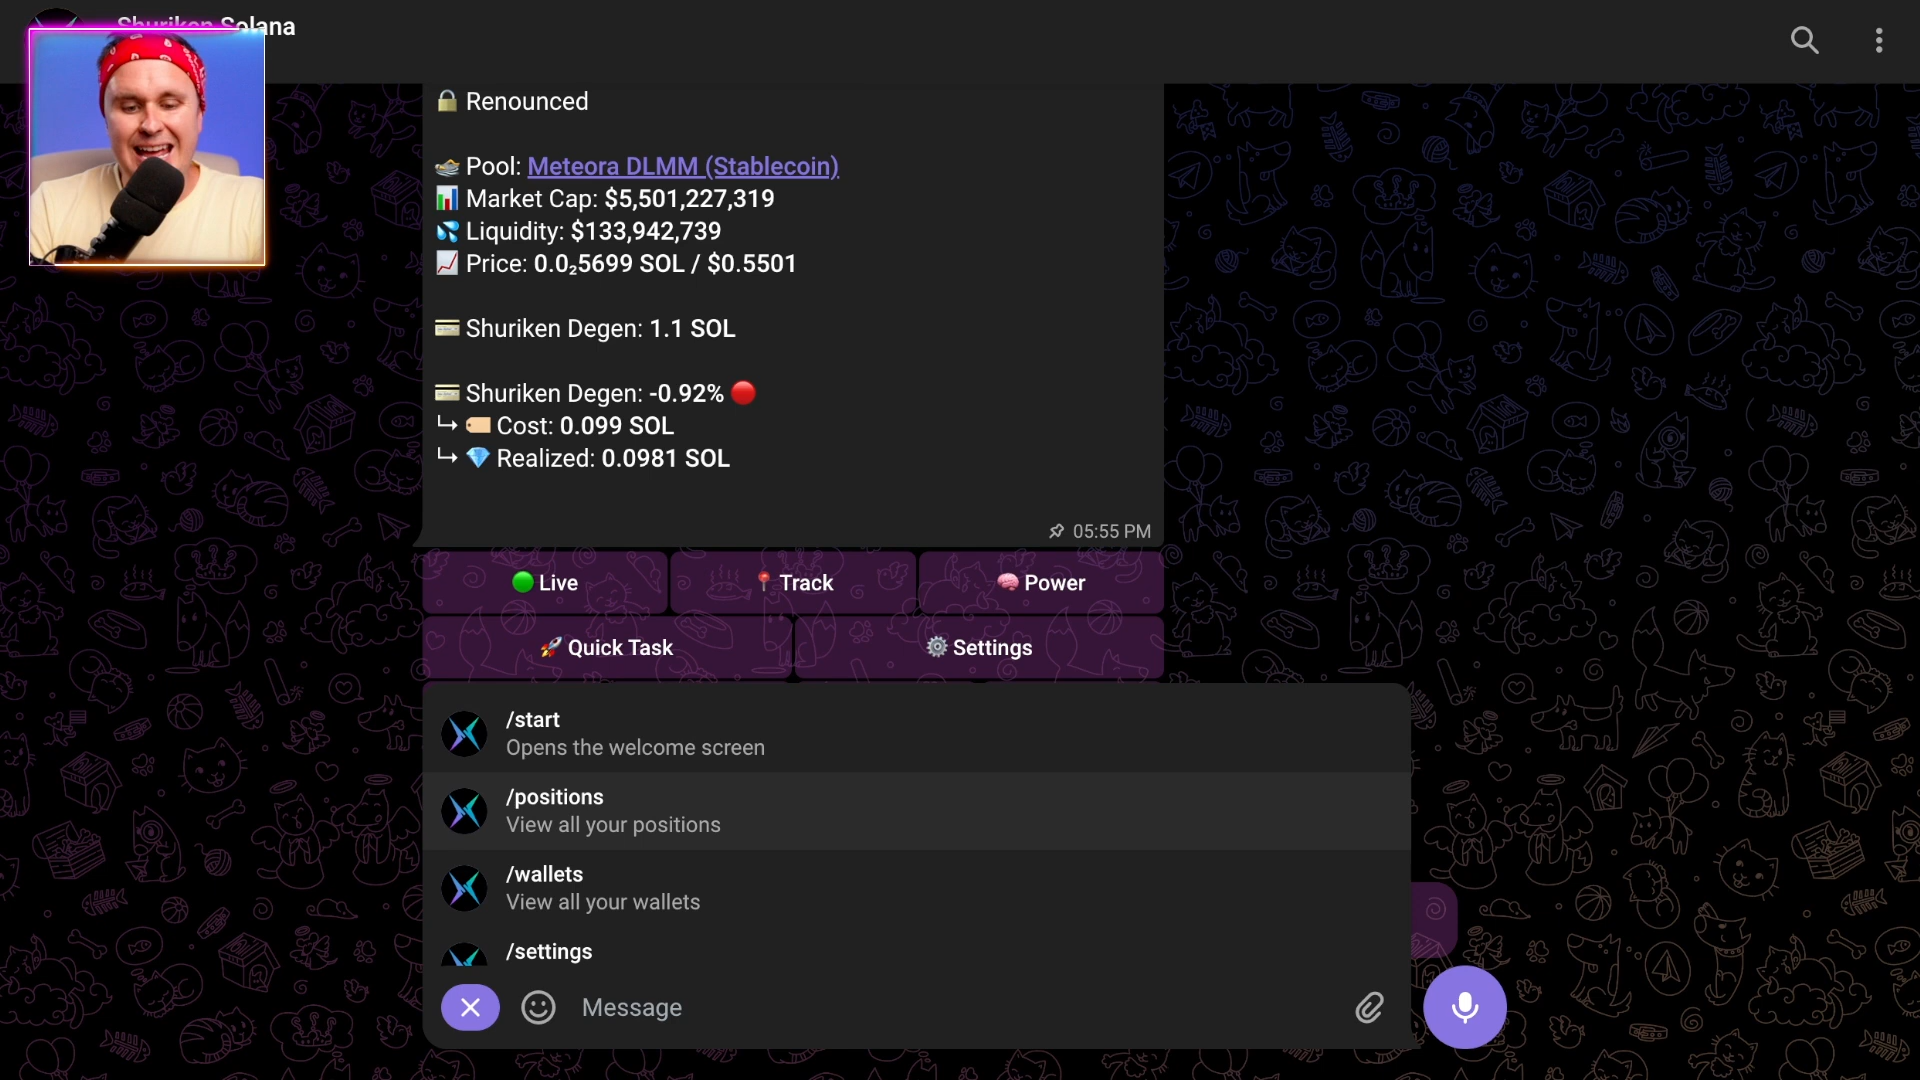 Shuriken Solana
🔒 Renounced
Pool: Meteora DLMM (Stablecoin)
📊 Market Cap: $5,501,227,319
💦 Liquidity: $133,942,739
📈 Price: 0.0₂5699 SOL / $0.5501
💳 Shuriken Degen: 1.1 SOL
💳 Shuriken Degen: -0.92% 🔴
↳ 🏷️ Cost: 0.099 SOL
↳ 💎 Realized: 0.0981 SOL
05:55 PM
🟢 Live
📍 Track
🧠 Power
🚀 Quick Task
⚙️ Settings
/start
Opens the welcome screen
/positions
View all your positions
/wallets
View all your wallets
/settings
Message